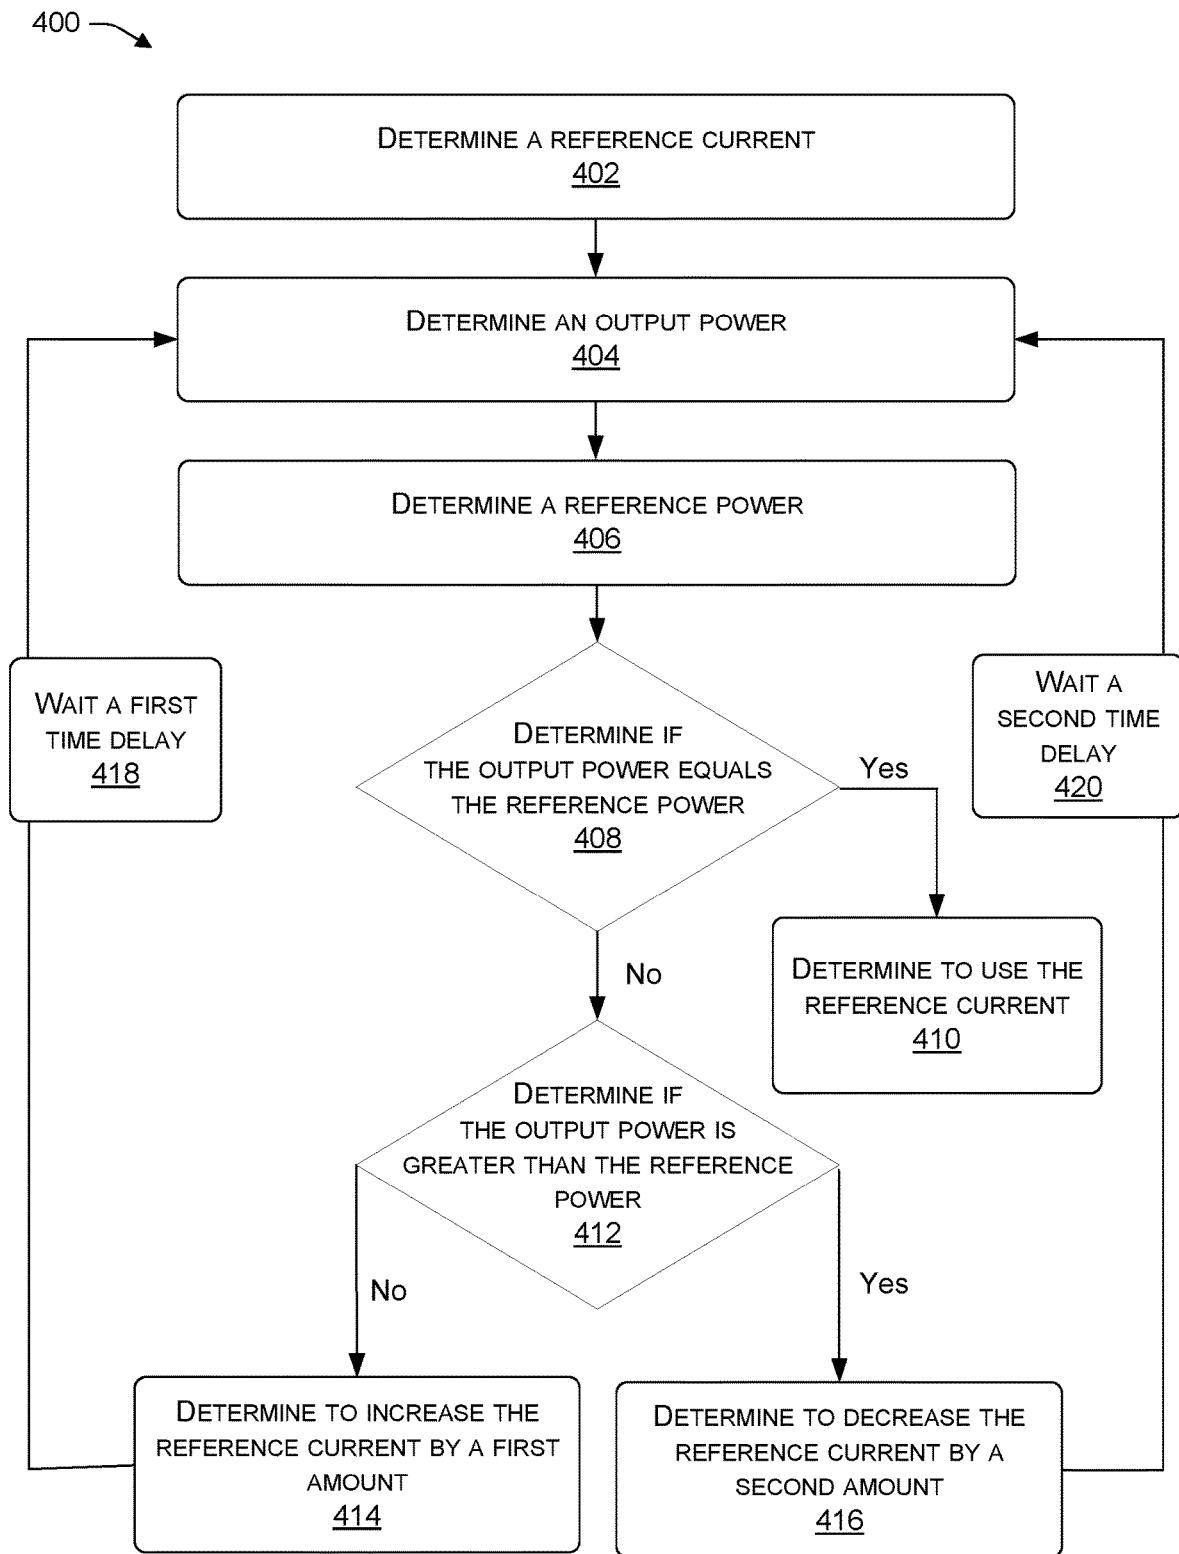 400
DETERMINE A REFERENCE CURRENT
402
DETERMINE AN OUTPUT POWER
404
DETERMINE A REFERENCE POWER
406
WAIT A FIRST
TIME DELAY
418
WAIT A
SECOND TIME
DELAY
420
DETERMINE IF
THE OUTPUT POWER EQUALS
THE REFERENCE POWER
408
Yes
DETERMINE TO USE THE
REFERENCE CURRENT
410
No
DETERMINE IF
THE OUTPUT POWER IS
GREATER THAN THE REFERENCE
POWER
412
No
Yes
DETERMINE TO INCREASE THE
REFERENCE CURRENT BY A FIRST
AMOUNT
414
DETERMINE TO DECREASE THE
REFERENCE CURRENT BY A
SECOND AMOUNT
416